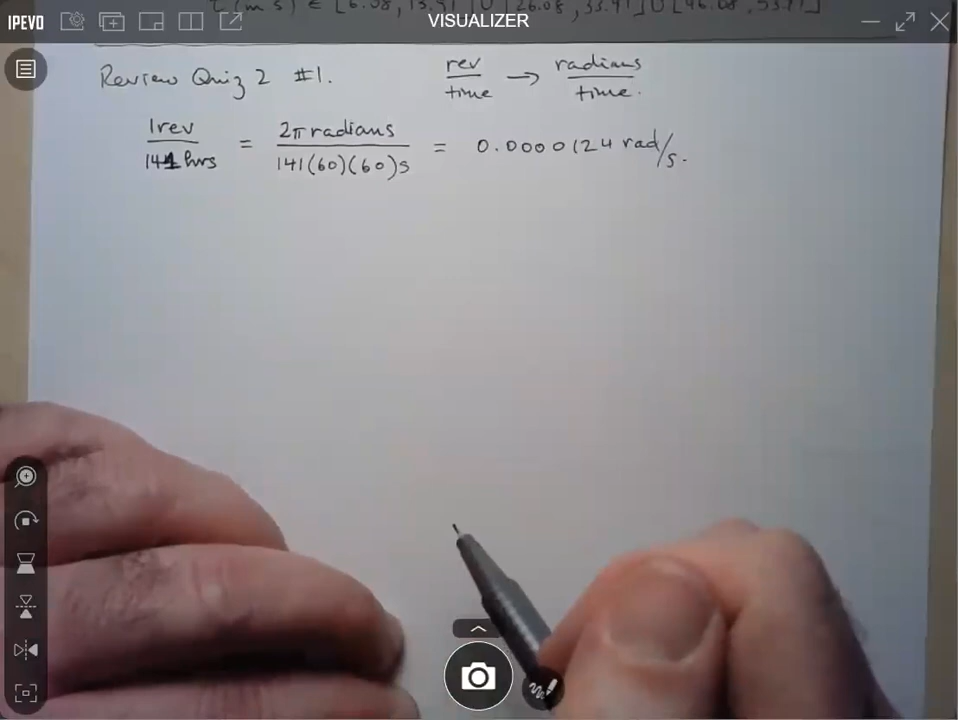 IPEVO
VISUALIZER
Review Quiz 2 #1.
rev/time → radians/time.
1rev/141 hrs = 2π radians/141(60)(60)s = 0.0000124 rad/s.